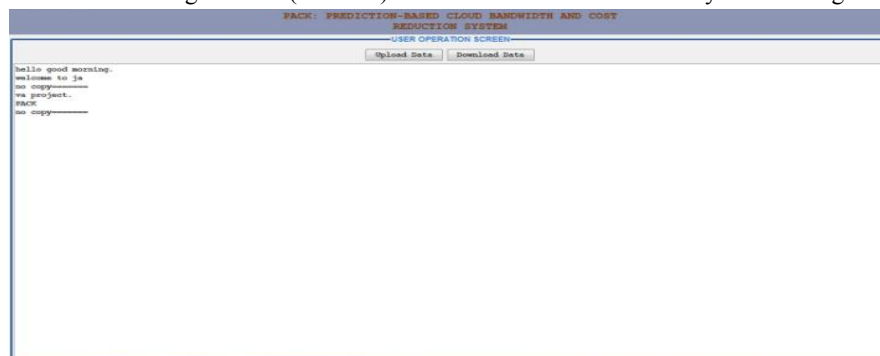 PACK: PREDICTION-BASED CLOUD BANDWIDTH AND COST
REDUCTION SYSTEM
USER OPERATION SCREEN
Upload Data Download Data
hello good morning.
welcome to ja
no copy-------
va project.
PACK
no copy-------